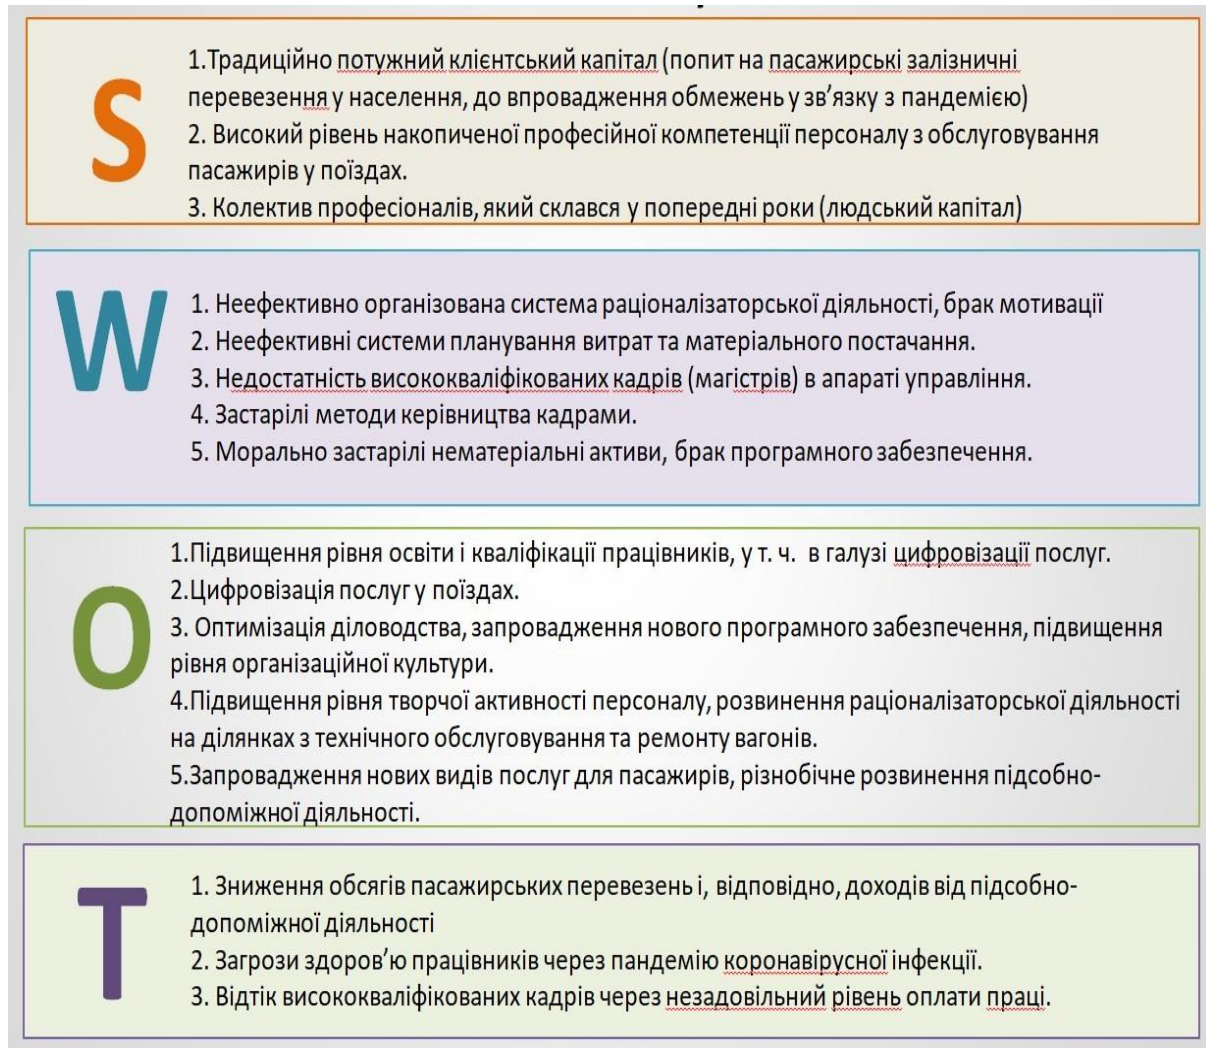 S
1.Традиційно потужний клієнтський капітал (попит на пасажирські залізничні
перевезення у населення, до впровадження обмежень у зв’язку з пандемією)
2. Високий рівень накопиченої професійної компетенції персоналу з обслуговування
пасажирів у поїздах.
3. Колектив професіоналів, який склався у попередні роки (людський капітал)
W
1. Неефективно організована система раціоналізаторської діяльності, брак мотивації
2. Неефективні системи планування витрат та матеріального постачання.
3. Недостатність висококваліфікованих кадрів (магістрів) в апараті управління.
4. Застарілі методи керівництва кадрами.
5. Морально застарілі нематеріальні активи, брак програмного забезпечення.
O
1.Підвищення рівня освіти і кваліфікації працівників, у т. ч. в галузі цифровізації послуг.
2.Цифровізація послуг у поїздах.
3. Оптимізація діловодства, запровадження нового програмного забезпечення, підвищення
рівня організаційної культури.
4.Підвищення рівня творчої активності персоналу, розвинення раціоналізаторської діяльності
на ділянках з технічного обслуговування та ремонту вагонів.
5.Запровадження нових видів послуг для пасажирів, різнобічне розвинення підсобно-
допоміжної діяльності.
T
1. Зниження обсягів пасажирських перевезень і, відповідно, доходів від підсобно-
допоміжної діяльності
2. Загрози здоров’ю працівників через пандемію коронавірусної інфекції.
3. Відтік висококваліфікованих кадрів через незадовільний рівень оплати праці.